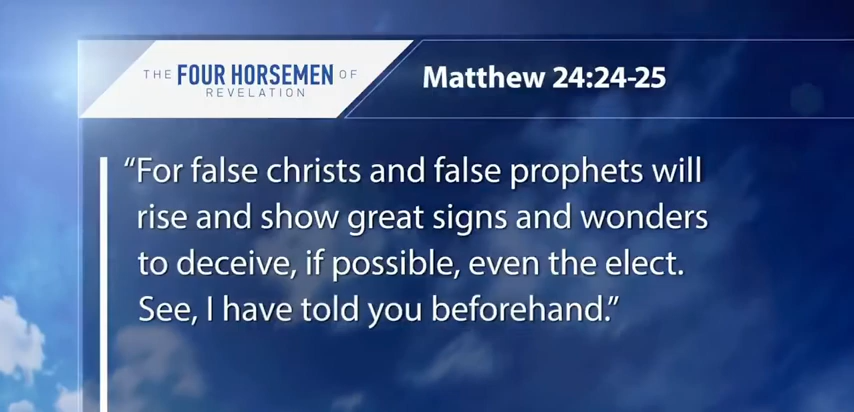 THE FOUR HORSEMEN OF
REVELATION
Matthew 24:24-25
“For false christs and false prophets will
rise and show great signs and wonders
to deceive, if possible, even the elect.
See, I have told you beforehand.”